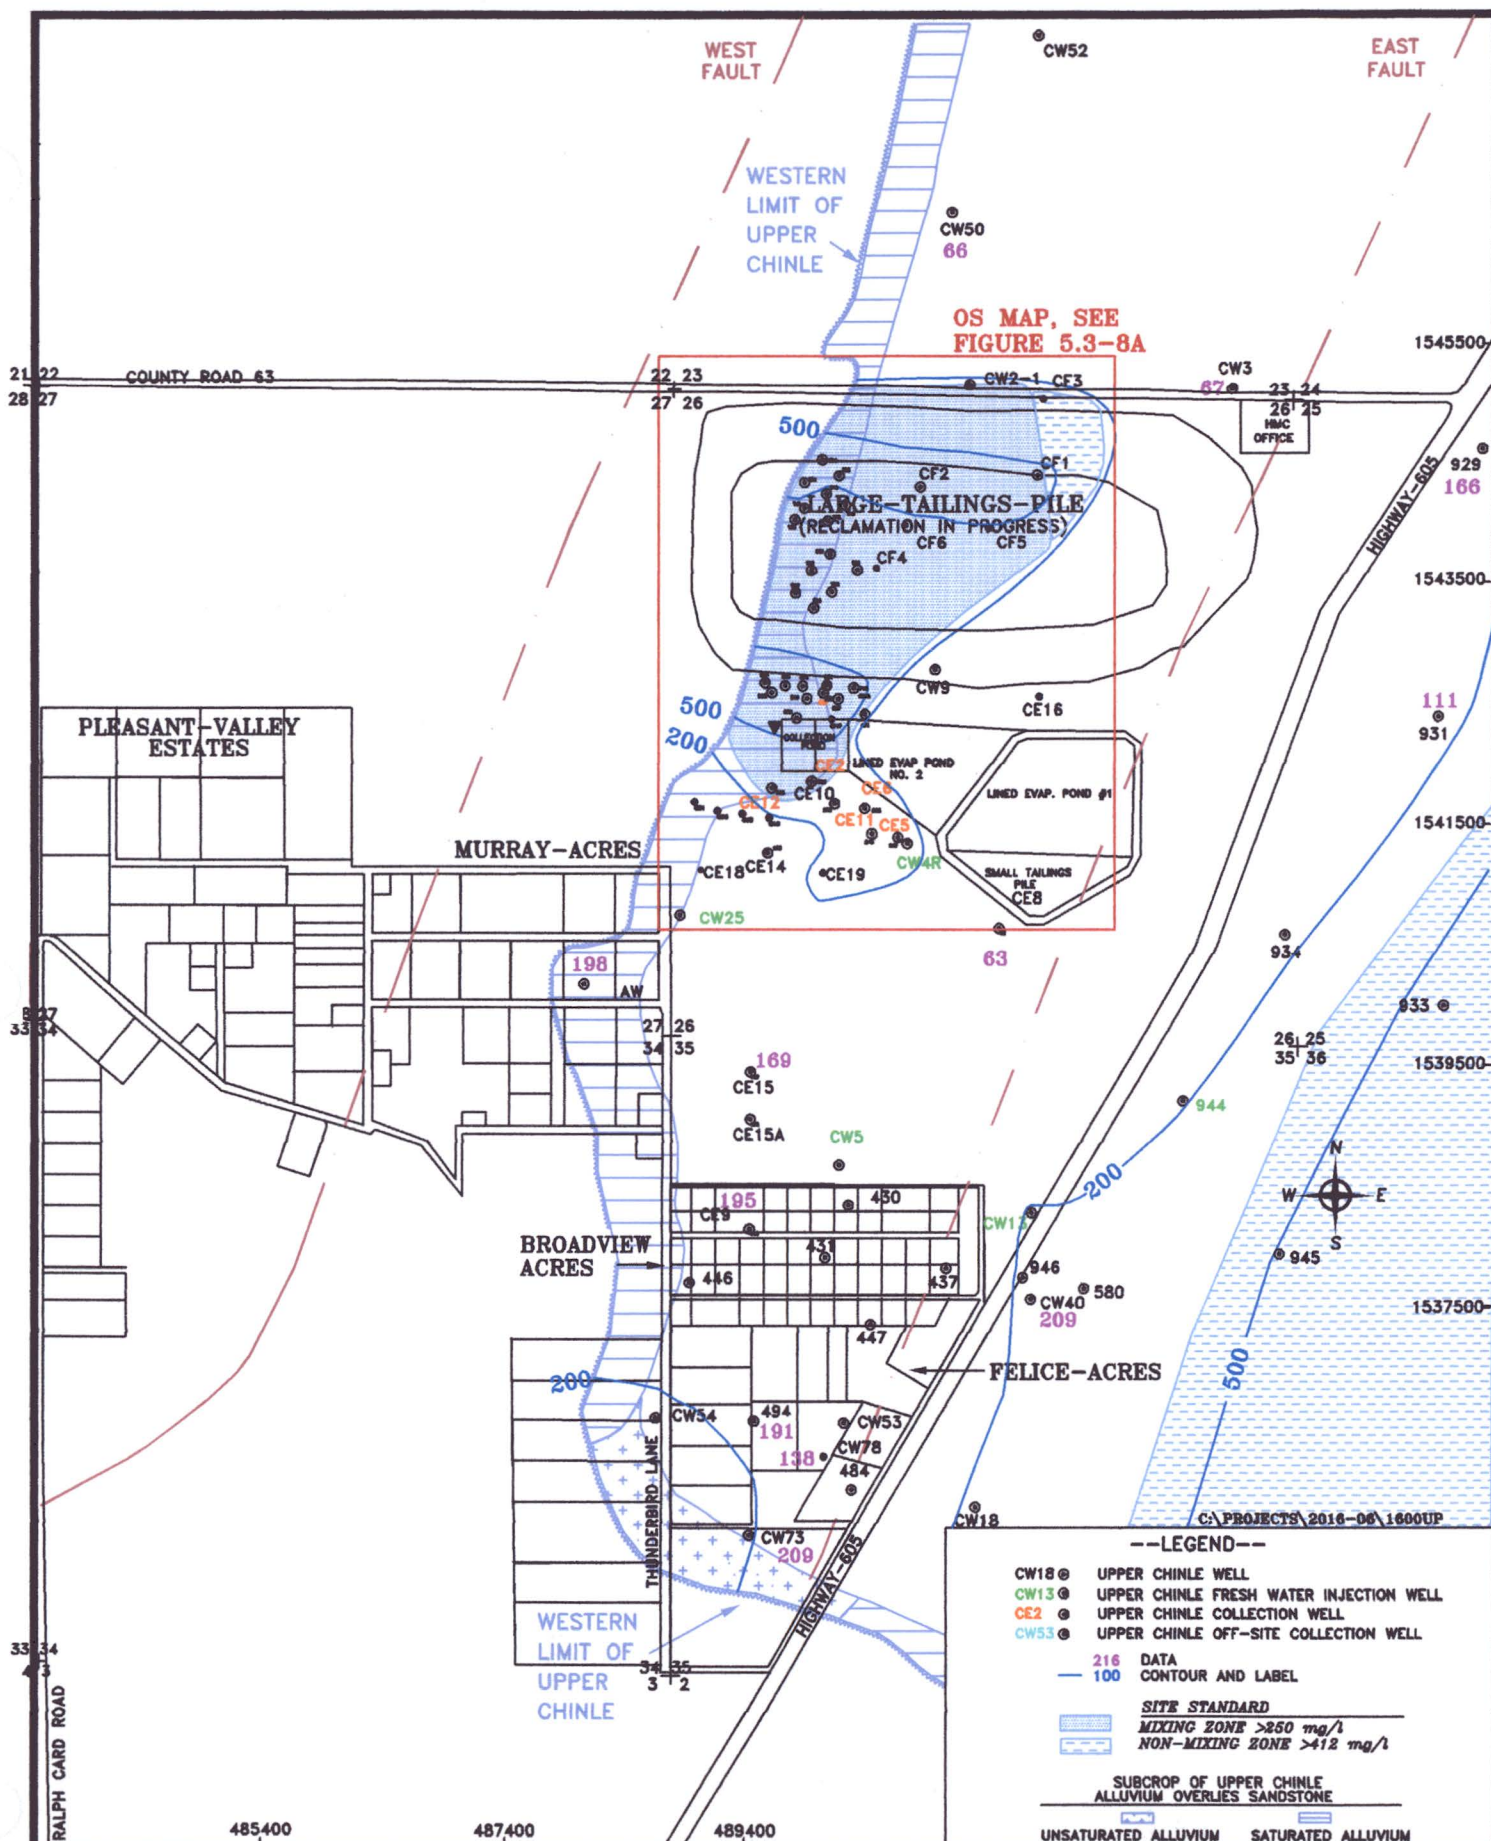 WEST
FAULT
EAST
FAULT
CW52
WESTERN
LIMIT OF
UPPER
CHINLE
CW50
66
OS MAP, SEE
FIGURE 5.3-8A
1545500
21 22
28 27
COUNTY ROAD 63
22 23
27 26
CW2-1
CF3
CW3
67
23 24
26 25
HMC
OFFICE
500
CF1
CF2
929
166
HIGHWAY-605
LARGE-TAILINGS-PILE
(RECLAMATION IN PROGRESS)
CF6
CF5
CF4
1543500
CW9
CE16
500
200
111
931
PLEASANT-VALLEY
ESTATES
COLLECTION
POND
LINED EVAP POND
NO. 2
CE2
CE6
CE10
CE12
CE11
CE5
LINED EVAP. POND #1
1541500
MURRAY-ACRES
CE18
CE14
CE19
CW4R
SMALL TAILINGS
PILE
CE8
CW25
63
934
198
AW
933
33 34
27 26
34 35
26 25
35 36
169
CE15
1539500
CE15A
944
CW5
200
N
W E
S
195
CE9
430
CW13
BROADVIEW
ACRES
431
446
437
946
945
580
CW40
209
447
1537500
FELICE-ACRES
500
200
CW54
494
191
CW53
138
CW78
484
THUNDERBIRD LANE
CW18
CW73
209
HIGHWAY-605
C:\PROJECTS\2016-06\1600UP
WESTERN
LIMIT OF
UPPER
CHINLE
33 34
4 3
34 35
3 2
RALPH CARD ROAD
485400
487400
489400
--LEGEND--
CW18 UPPER CHINLE WELL
CW13 UPPER CHINLE FRESH WATER INJECTION WELL
CE2 UPPER CHINLE COLLECTION WELL
CW53 UPPER CHINLE OFF-SITE COLLECTION WELL
216 DATA
100 CONTOUR AND LABEL
SITE STANDARD
MIXING ZONE >250 mg/l
NON-MIXING ZONE >412 mg/l
SUBCROP OF UPPER CHINLE
ALLUVIUM OVERLIES SANDSTONE
UNSATURATED ALLUVIUM SATURATED ALLUVIUM